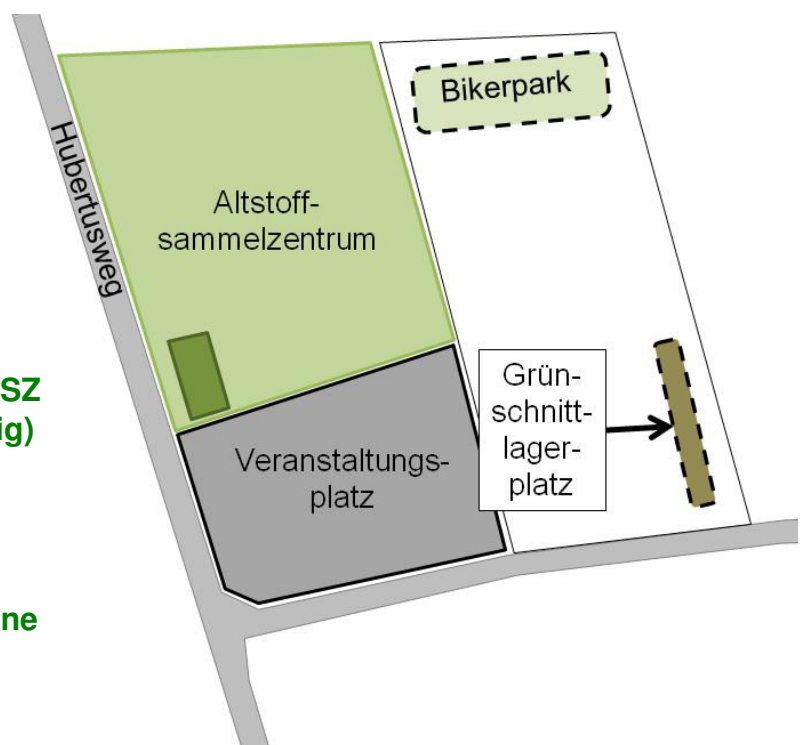 Bikerpark
Hubertusweg
Altstoff-
sammelzentrum
SZ
ig)
Grün-
schnitt-
lager-
platz
Veranstaltungs-
platz
ne